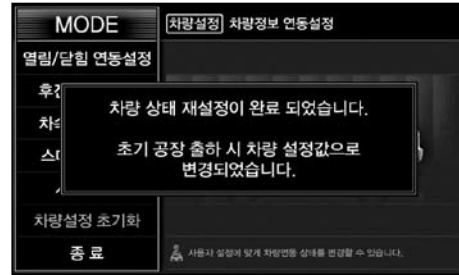 MODE
차량설정 차량정보 연동설정
열림/닫힘 연동설정
차량 상태 재설정이 완료 되었습니다.
초기 공장 출하 시 차량 설정값으로
변경되었습니다.
차량설정 초기화
종 료
사용자 설정에 맞게 차량연동 상태를 변경할 수 있습니다.